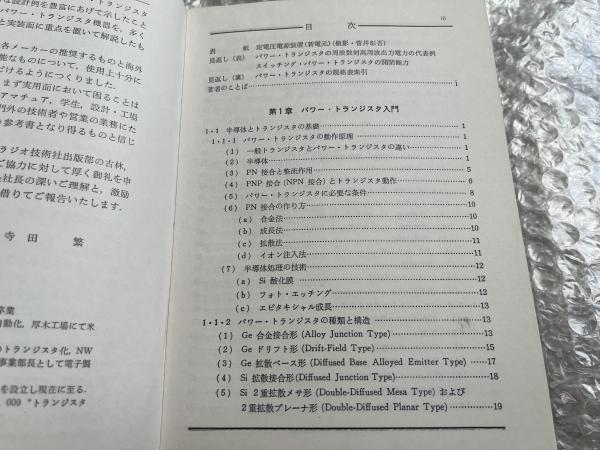 な設計例を豊富にあげて示したこと
パワー・トランジスタ機器を, 多く
と実装面に重点を置いて解説したも
各メーカーの推奨するものと海外
能なものについて, 使用上十分に
だけるようにつくりました.
まず実用面において困ることは
アマチュア, 学生, 設計・工場
門外の技術者や営業の業務にた
き参考書となり得るものと信じ
ラジオ技術社出版部の古林,
ご協力に対して厚く御礼を申
社長の深いご理解と, 激励
借りてご報告いたします.
寺田 繁
卒業
自動化, 厚木工場にて米
のトランジスタ化, NW
事業部長として電子製
を設立し現在に至る.
009 “トランジスタ
iii
目次
表紙 定電圧電源装置 (新電元) (撮影・菅井彰吾)
見返し (表) パワー・トランジスタの周波数対高周波出力電力の代表例
スイッチング・パワー・トランジスタの開閉能力
見返し (裏) パワー・トランジスタの規格表索引
著者のことば i
第1章 パワー・トランジスタ入門
1・1 半導体とトランジスタの基礎 1
1・1・1 パワー・トランジスタの動作原理 1
(1) 一般トランジスタとパワー・トランジスタの違い 1
(2) 半導体 1
(3) PN 接合と整流作用 5
(4) PNP 接合 (NPN 接合) とトランジスタ動作 6
(5) パワー・トランジスタに必要な条件 8
(6) PN 接合の作り方 10
(a) 合金法 10
(b) 成長法 10
(c) 拡散法 11
(d) イオン注入法 11
(7) 半導体処理の技術 12
(a) Si 酸化膜 12
(b) フォト・エッチング 12
(c) エピタキシャル成長 13
1・1・2 パワー・トランジスタの種類と構造 13
(1) Ge 合金接合形 (Alloy Junction Type) 13
(2) Ge ドリフト形 (Drift-Field Type) 15
(3) Ge 拡散ベース形 (Diffused Base Alloyed Emitter Type) 17
(4) Si 拡散接合形 (Diffused Junction Type) 18
(5) Si 2重拡散メサ形 (Double-Diffused Mesa Type) および
2重拡散プレーナ形 (Double-Diffused Planar Type) 19